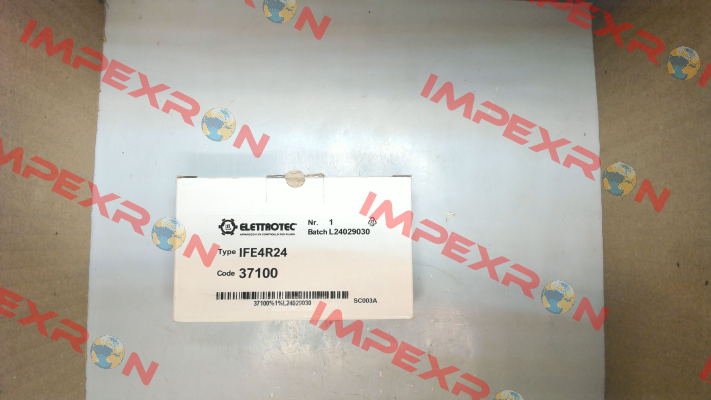 IMPEXRON
IMPEXRON
IMPEXRON
IMPEXRON
IMPEXRON
IMPEXRON
ELETTROTEC
Nr. 1
Batch L24029030
Type IFE4R24
Code 37100
37100%1%L24029030
SC003A